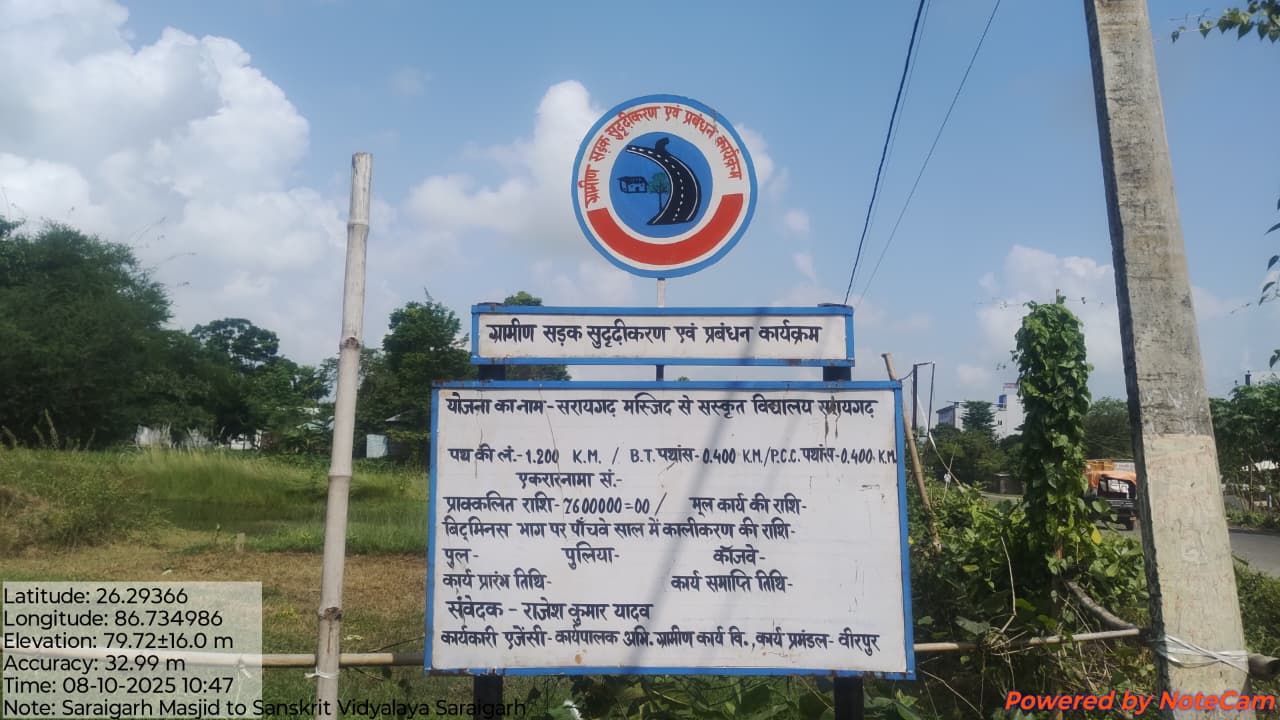 ग्रामीण सड़क सुदृढ़ीकरण एवं प्रबंधन कार्यक्रम
ग्रामीण सड़क सुदृदीकरण एवं प्रबंधन कार्यक्रम
योजना का नाम - सरायगढ़ मस्जिद से संस्कृत विद्यालय सरायगढ़
पथ की लं.- 1.200 K.M. / B.T. पथांस - 0.400 K.M./P.C.C. पथांस - 0.400 K.M.
एकरारनामा सं.-
प्राक्कलित राशि- 7600000=00 / मूल कार्य की राशि-
बिटुमिनस भाग पर पाँचवे साल में कालीकरण की राशि-
पुल- पुलिया- कॉजवे-
कार्य प्रारंभ तिथि- कार्य समाप्ति तिथि-
संवेदक - राजेश कुमार यादव
कार्यकारी एजेंसी- कार्यपालक अभि. ग्रामीण कार्य वि., कार्य प्रमंडल- वीरपुर
Latitude: 26.29366
Longitude: 86.734986
Elevation: 79.72±16.0 m
Accuracy: 32.99 m
Time: 08-10-2025 10:47
Note: Saraigarh Masjid to Sanskrit Vidyalaya Saraigarh
Powered by NoteCam